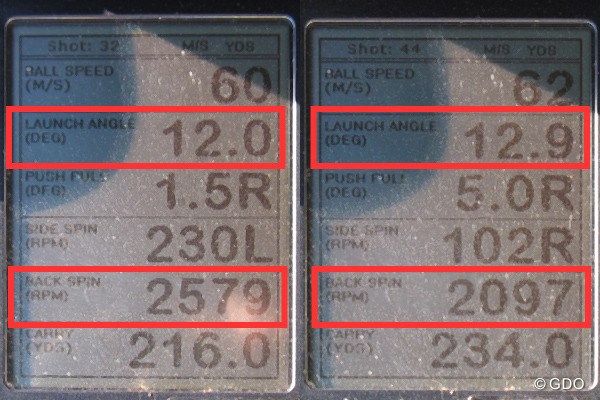 Shot: 32 M/S YDS
BALL SPEED
(M/S) 60
LAUNCH ANGLE
(DEG) 12.0
PUSH PULL
(DEG) 1.5R
SIDE SPIN
(RPM) 230L
BACK SPIN
(RPM) 2579
CARRY
(YDS) 216.0
Shot: 44 M/S YDS
BALL SPEED
(M/S) 62
LAUNCH ANGLE
(DEG) 12.9
PUSH PULL
(DEG) 5.0R
SIDE SPIN
(RPM) 102R
BACK SPIN
(RPM) 2097
CARRY
(YDS) 234.0
©GDO